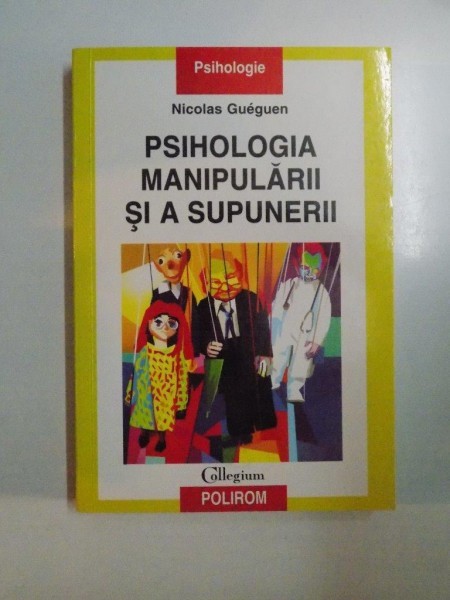 Psihologie
Nicolas Guéguen
PSIHOLOGIA
MANIPULĂRII
ŞI A SUPUNERII
Collegium
POLIROM